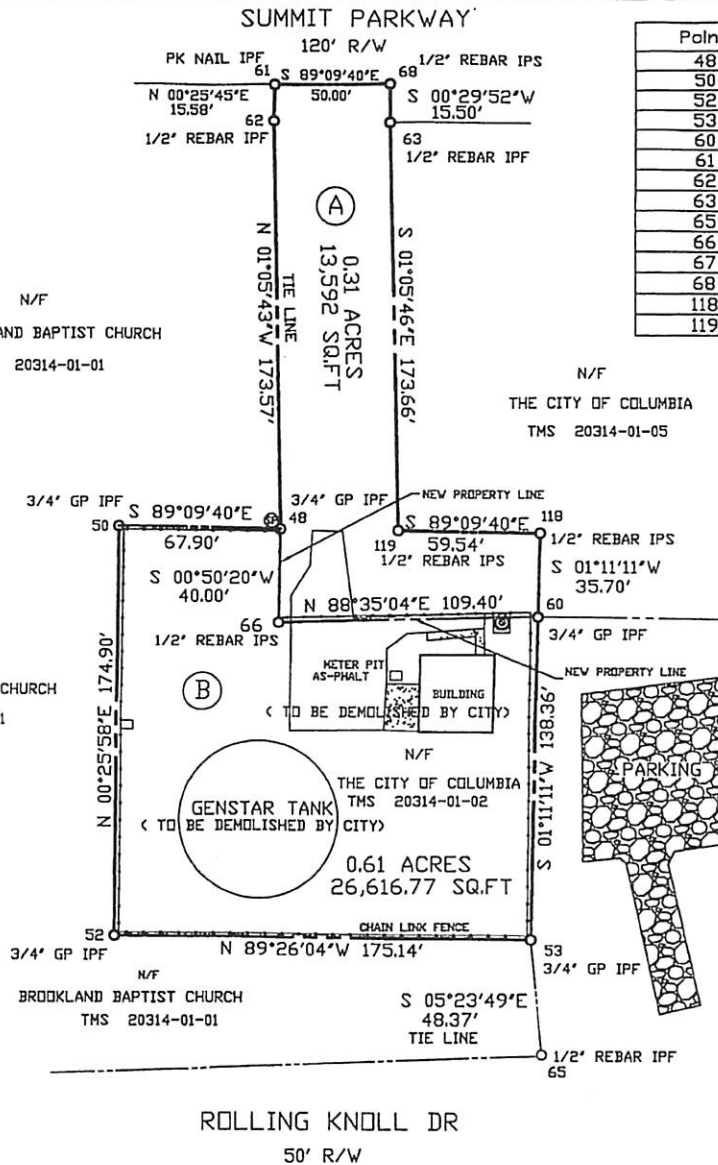 SUMMIT PARKWAY
120' R/W
PK NAIL IPF
61
S 89°09'40"E
50.00'
68
1/2" REBAR IPS
N 00°25'45"E
15.58'
S 00°29'52"W
15.50'
62
1/2" REBAR IPF
63
1/2" REBAR IPF
A
0.31 ACRES
13,592 SQ.FT
N 01°05'43"W 173.57'
TIE LINE
S 01°05'46"E 173.66'
N/F
AND BAPTIST CHURCH
20314-01-01
N/F
THE CITY OF COLUMBIA
TMS 20314-01-05
Point
48
50
52
53
60
61
62
63
65
66
67
68
118
119
3/4" GP IPF
50
S 89°09'40"E
67.90'
48
3/4" GP IPF
NEW PROPERTY LINE
119
S 89°09'40"E
59.54'
118
1/2" REBAR IPS
1/2" REBAR IPS
S 00°50'20"W
40.00'
S 01°11'11"W
35.70'
66
N 88°35'04"E 109.40'
60
1/2" REBAR IPS
3/4" GP IPF
NEW PROPERTY LINE
N 00°25'58"E 174.90'
CHURCH
1
B
METER PIT
AS-PHALT
BUILDING
( TO BE DEMOLISHED BY CITY)
N/F
THE CITY OF COLUMBIA
TMS 20314-01-02
GENSTAR TANK
( TO BE DEMOLISHED BY CITY)
0.61 ACRES
26,616.77 SQ.FT
S 01°11'11"W 138.36'
PARKING
52
3/4" GP IPF
CHAIN LINK FENCE
N 89°26'04"W 175.14'
53
3/4" GP IPF
N/F
BROOKLAND BAPTIST CHURCH
TMS 20314-01-01
S 05°23'49"E
48.37'
TIE LINE
1/2" REBAR IPF
65
ROLLING KNOLL DR
50' R/W